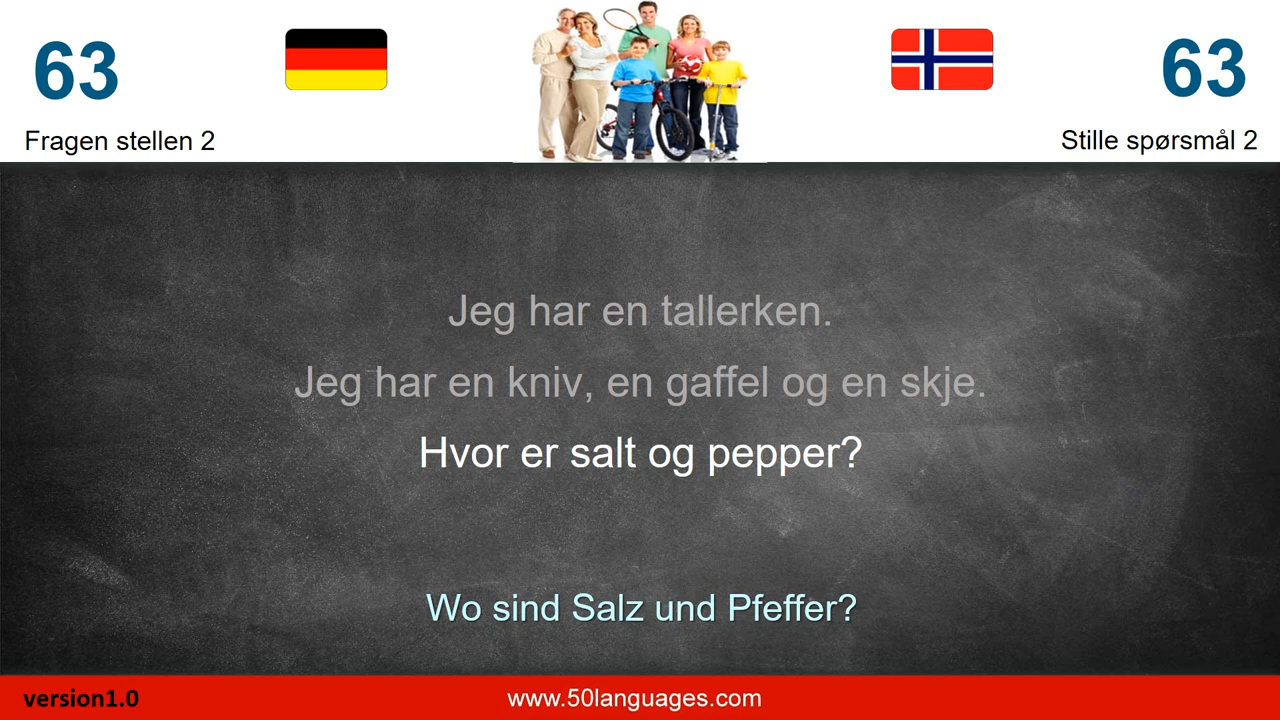 63
63
Fragen stellen 2
Stille spørsmål 2
Jeg har en tallerken.
Jeg har en kniv, en gaffel og en skje.
Hvor er salt og pepper?
Wo sind Salz und Pfeffer?
version1.0
www.50languages.com